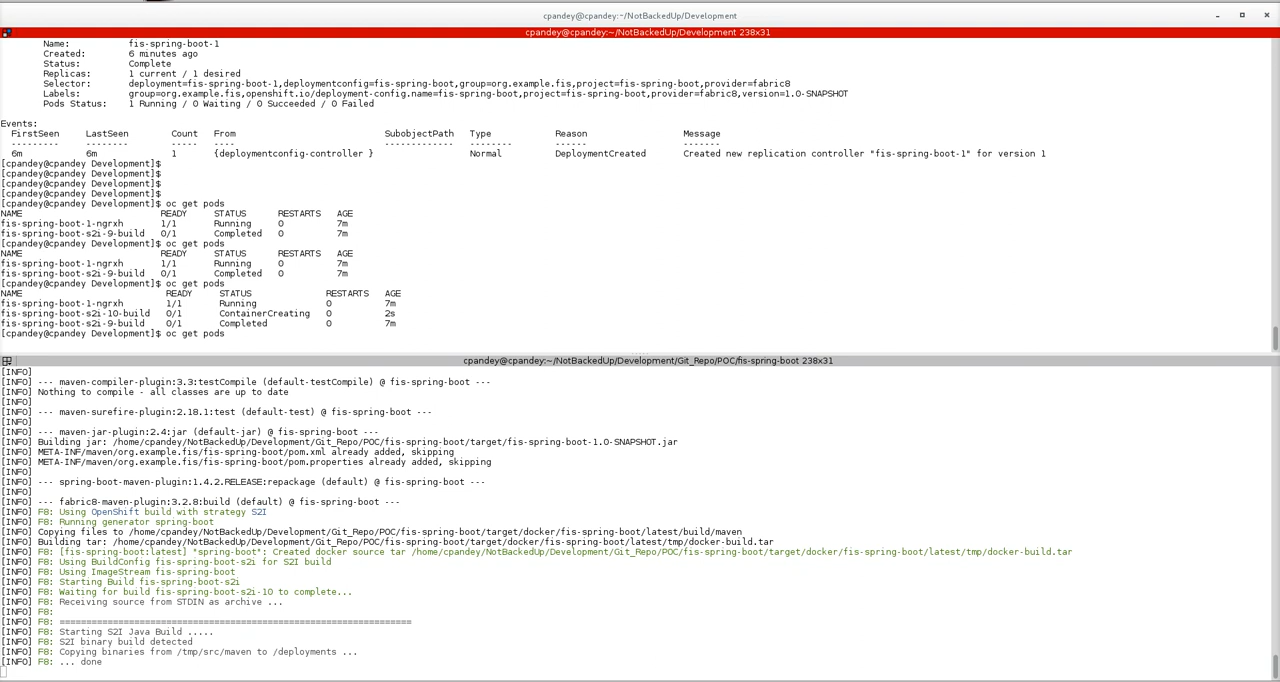 cpandey@cpandey:~/NotBackedUp/Development
cpandey@cpandey:~/NotBackedUp/Development 238x31
Name: fis-spring-boot-1
Created: 6 minutes ago
Status: Complete
Replicas: 1 current / 1 desired
Selector: deployment=fis-spring-boot-1,deploymentconfig=fis-spring-boot,group=org.example.fis,project=fis-spring-boot,provider=fabric8
Labels: group=org.example.fis,openshift.io/deployment-config.name=fis-spring-boot,project=fis-spring-boot,provider=fabric8,version=1.0-SNAPSHOT
Pods Status: 1 Running / 0 Waiting / 0 Succeeded / 0 Failed
Events:
FirstSeen LastSeen Count From SubobjectPath Type Reason Message
--------- -------- ----- ---- ------------- -------- ------ -------
6m 6m 1 {deploymentconfig-controller } Normal DeploymentCreated Created new replication controller "fis-spring-boot-1" for version 1
[cpandey@cpandey Development]$
[cpandey@cpandey Development]$
[cpandey@cpandey Development]$
[cpandey@cpandey Development]$
[cpandey@cpandey Development]$ oc get pods
NAME READY STATUS RESTARTS AGE
fis-spring-boot-1-ngrxh 1/1 Running 0 7m
fis-spring-boot-s2i-9-build 0/1 Completed 0 7m
[cpandey@cpandey Development]$ oc get pods
NAME READY STATUS RESTARTS AGE
fis-spring-boot-1-ngrxh 1/1 Running 0 7m
fis-spring-boot-s2i-9-build 0/1 Completed 0 7m
[cpandey@cpandey Development]$ oc get pods
NAME READY STATUS RESTARTS AGE
fis-spring-boot-1-ngrxh 1/1 Running 0 7m
fis-spring-boot-s2i-10-build 0/1 ContainerCreating 0 2s
fis-spring-boot-s2i-9-build 0/1 Completed 0 7m
[cpandey@cpandey Development]$ oc get pods
cpandey@cpandey:~/NotBackedUp/Development/Git_Repo/POC/fis-spring-boot 238x31
[INFO]
[INFO] --- maven-compiler-plugin:3.3:testCompile (default-testCompile) @ fis-spring-boot ---
[INFO] Nothing to compile - all classes are up to date
[INFO]
[INFO] --- maven-surefire-plugin:2.18.1:test (default-test) @ fis-spring-boot ---
[INFO]
[INFO] --- maven-jar-plugin:2.4:jar (default-jar) @ fis-spring-boot ---
[INFO] Building jar: /home/cpandey/NotBackedUp/Development/Git_Repo/POC/fis-spring-boot/target/fis-spring-boot-1.0-SNAPSHOT.jar
[INFO] META-INF/maven/org.example.fis/fis-spring-boot/pom.xml already added, skipping
[INFO] META-INF/maven/org.example.fis/fis-spring-boot/pom.properties already added, skipping
[INFO]
[INFO] --- spring-boot-maven-plugin:1.4.2.RELEASE:repackage (default) @ fis-spring-boot ---
[INFO]
[INFO] --- fabric8-maven-plugin:3.2.8:build (default) @ fis-spring-boot ---
[INFO] F8: Using OpenShift build with strategy S2I
[INFO] F8: Running generator spring-boot
[INFO] Copying files to /home/cpandey/NotBackedUp/Development/Git_Repo/POC/fis-spring-boot/target/docker/fis-spring-boot/latest/build/maven
[INFO] Building tar: /home/cpandey/NotBackedUp/Development/Git_Repo/POC/fis-spring-boot/target/docker/fis-spring-boot/latest/tmp/docker-build.tar
[INFO] F8: [fis-spring-boot:latest] "spring-boot": Created docker source tar /home/cpandey/NotBackedUp/Development/Git_Repo/POC/fis-spring-boot/target/docker/fis-spring-boot/latest/tmp/docker-build.tar
[INFO] F8: Using BuildConfig fis-spring-boot-s2i for S2I build
[INFO] F8: Using ImageStream fis-spring-boot
[INFO] F8: Starting Build fis-spring-boot-s2i
[INFO] F8: Waiting for build fis-spring-boot-s2i-10 to complete...
[INFO] F8: Receiving source from STDIN as archive ...
[INFO] F8:
[INFO] F8: ==================================================================
[INFO] F8: Starting S2I Java Build .....
[INFO] F8: S2I binary build detected
[INFO] F8: Copying binaries from /tmp/src/maven to /deployments ...
[INFO] F8: ... done